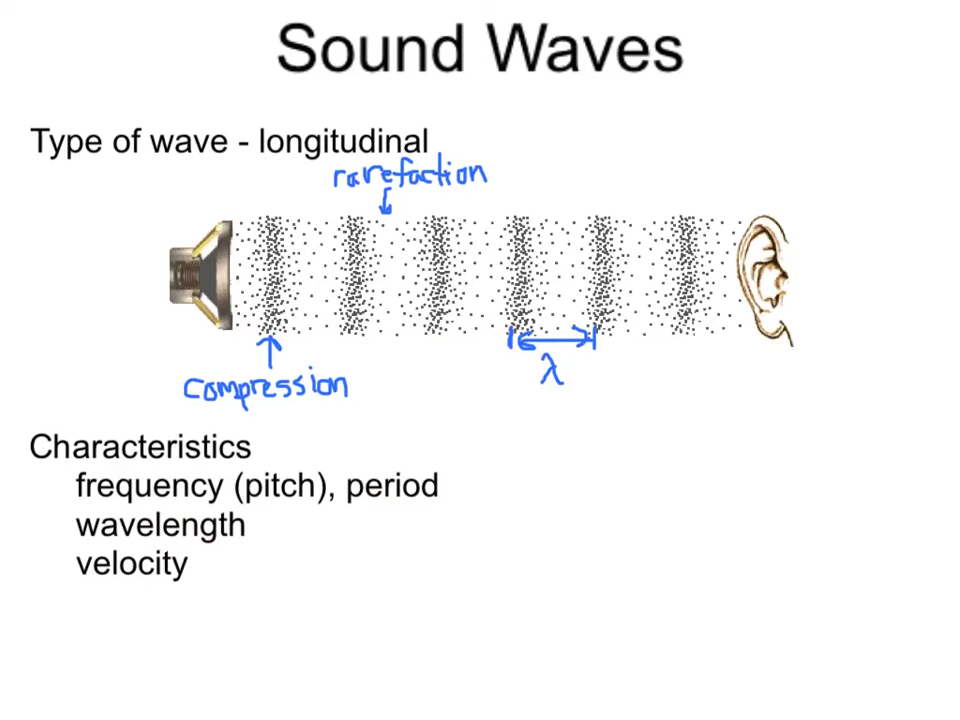 Sound Waves
Type of wave - longitudinal
rarefaction
compression
λ
Characteristics
frequency (pitch), period
wavelength
velocity